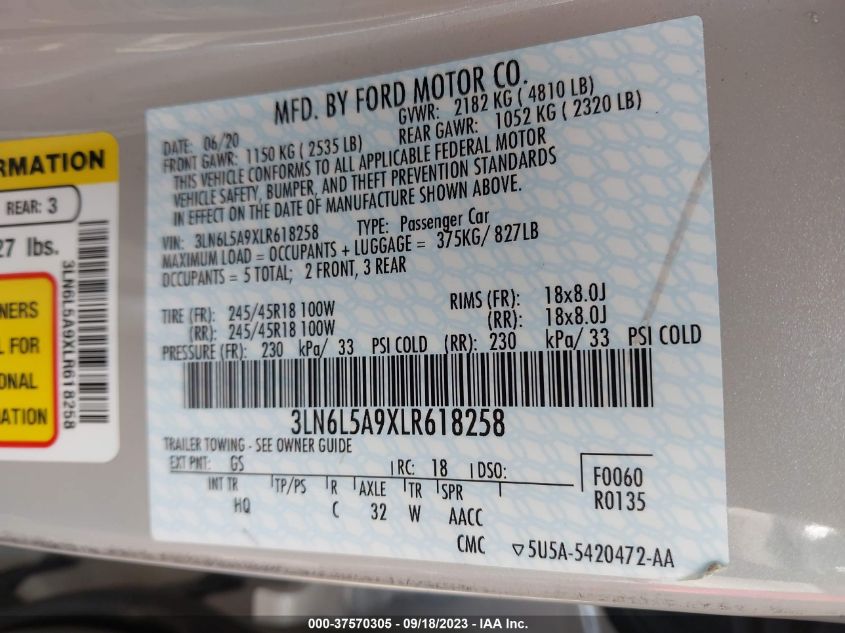 MFD. BY FORD MOTOR CO.
DATE: 06/20
GVWR: 2182 KG ( 4810 LB)
FRONT GAWR: 1150 KG ( 2535 LB)
REAR GAWR: 1052 KG ( 2320 LB)
THIS VEHICLE CONFORMS TO ALL APPLICABLE FEDERAL MOTOR
VEHICLE SAFETY, BUMPER, AND THEFT PREVENTION STANDARDS
IN EFFECT ON THE DATE OF MANUFACTURE SHOWN ABOVE.
VIN: 3LN6L5A9XLR618258
TYPE: Passenger Car
MAXIMUM LOAD = OCCUPANTS + LUGGAGE = 375KG/ 827LB
OCCUPANTS = 5 TOTAL; 2 FRONT, 3 REAR
TIRE (FR): 245/45R18 100W
RIMS (FR): 18x8.0J
(RR): 245/45R18 100W
(RR): 18x8.0J
PRESSURE (FR): 230 kPa/ 33 PSI COLD (RR): 230 kPa/ 33 PSI COLD
3LN6L5A9XLR618258
TRAILER TOWING - SEE OWNER GUIDE
EXT PNT: GS RC: 18 DSO:
INT TR TP/PS R AXLE TR SPR
HQ C 32 W AACC
F0060
R0135
CMC ▽5U5A-5420472-AA
RMATION
REAR: 3
27 lbs.
NERS
L FOR
ONAL
ATION
3LN6L5A9XLR618258
000-37570305 - 09/18/2023 - IAA Inc.